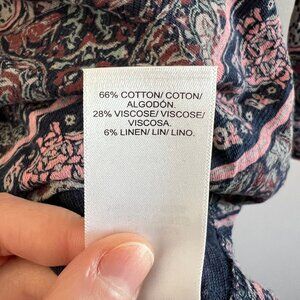 66% COTTON/ COTON/
ALGODÓN.
28% VISCOSE/ VISCOSE/
VISCOSA.
6% LINEN/ LIN/ LINO.